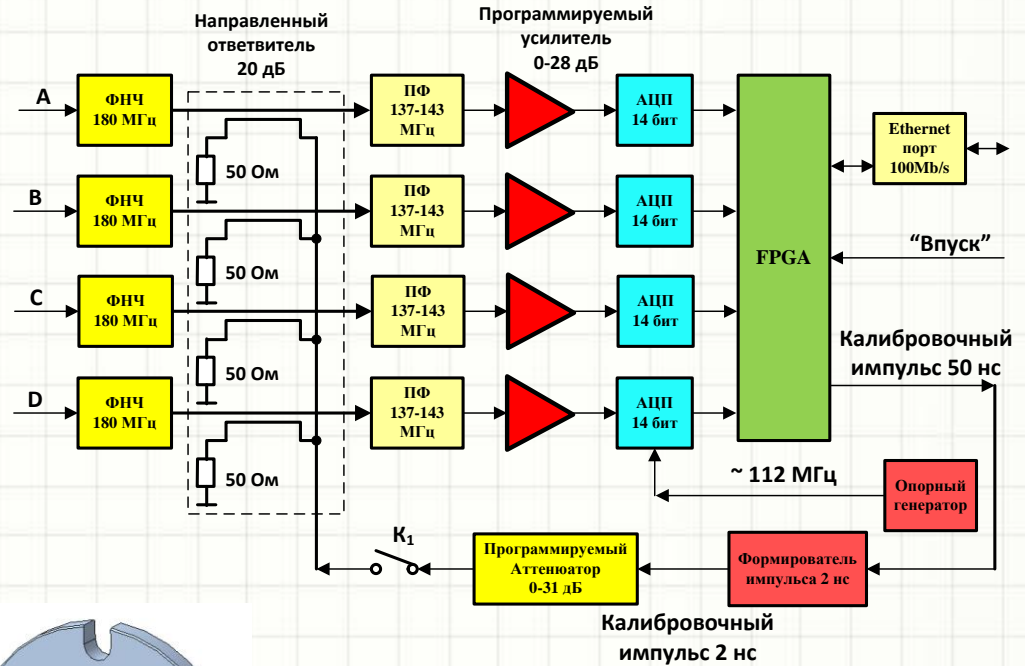 Направленный
ответвитель
20 дБ
Программируемый
усилитель
0-28 дБ
A
ФНЧ
180 МГц
ПФ
137-143
МГц
АЦП
14 бит
50 Ом
B
ФНЧ
180 МГц
ПФ
137-143
МГц
АЦП
14 бит
50 Ом
C
ФНЧ
180 МГц
ПФ
137-143
МГц
АЦП
14 бит
50 Ом
D
ФНЧ
180 МГц
ПФ
137-143
МГц
АЦП
14 бит
50 Ом
FPGA
Ethernet
порт
100Mb/s
“Впуск”
Калибровочный
импульс 50 нс
~ 112 МГц
Опорный
генератор
K₁
Программируемый
Аттенюатор
0-31 дБ
Формирователь
импульса 2 нс
Калибровочный
импульс 2 нс